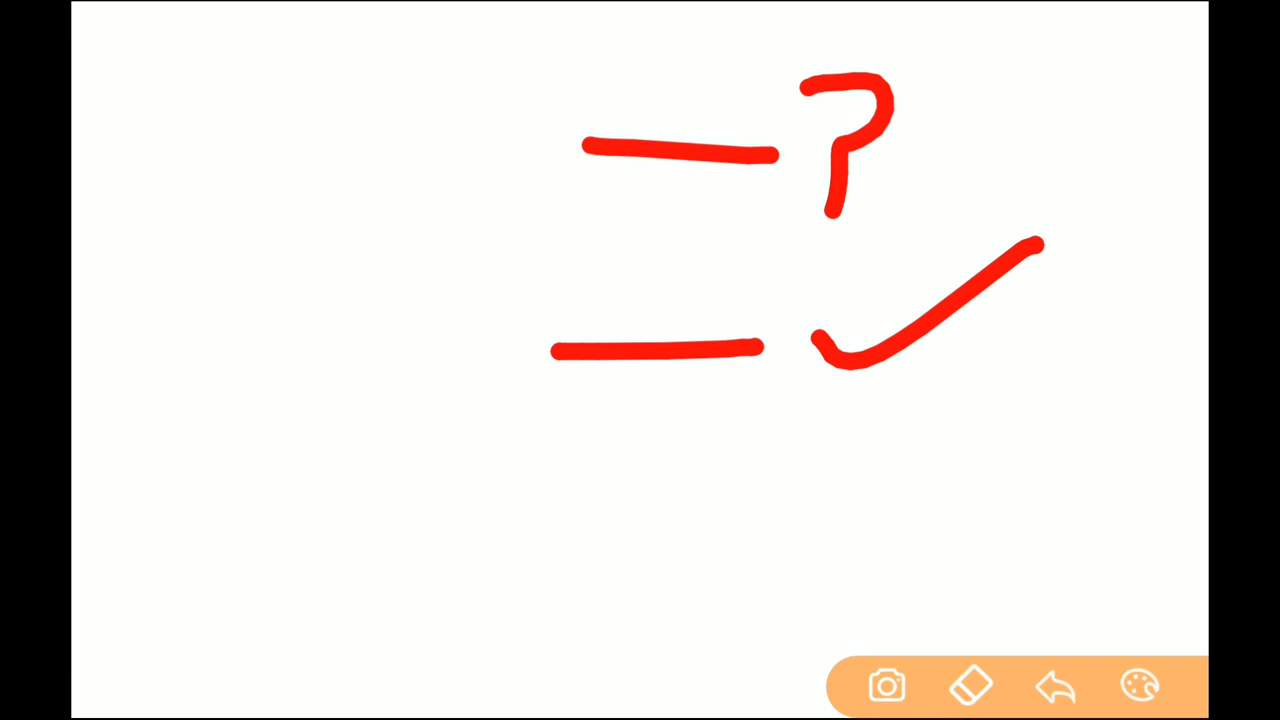 — ?
— ✓